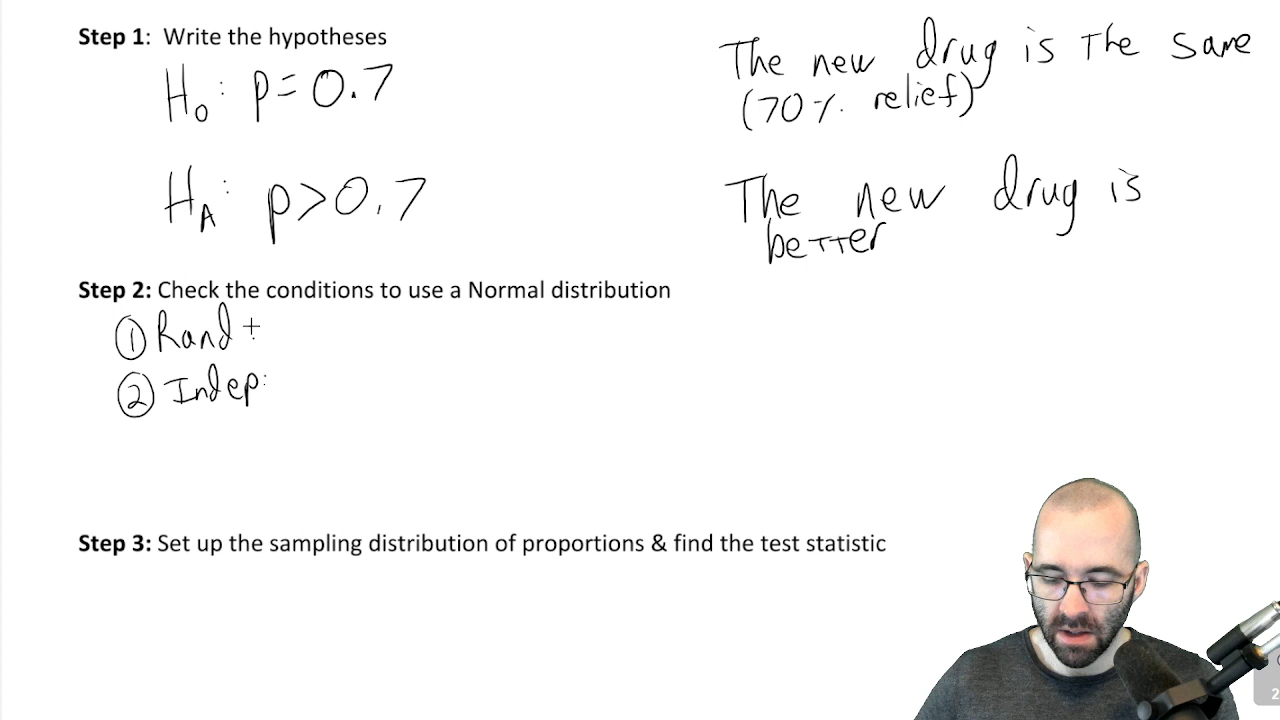 Step 1: Write the hypotheses
H₀: p = 0.7
The new drug is the same
(70% relief)
Hₐ: p > 0.7
The new drug is
better
Step 2: Check the conditions to use a Normal distribution
① Rand +
② Indep:
Step 3: Set up the sampling distribution of proportions & find the test statistic
2